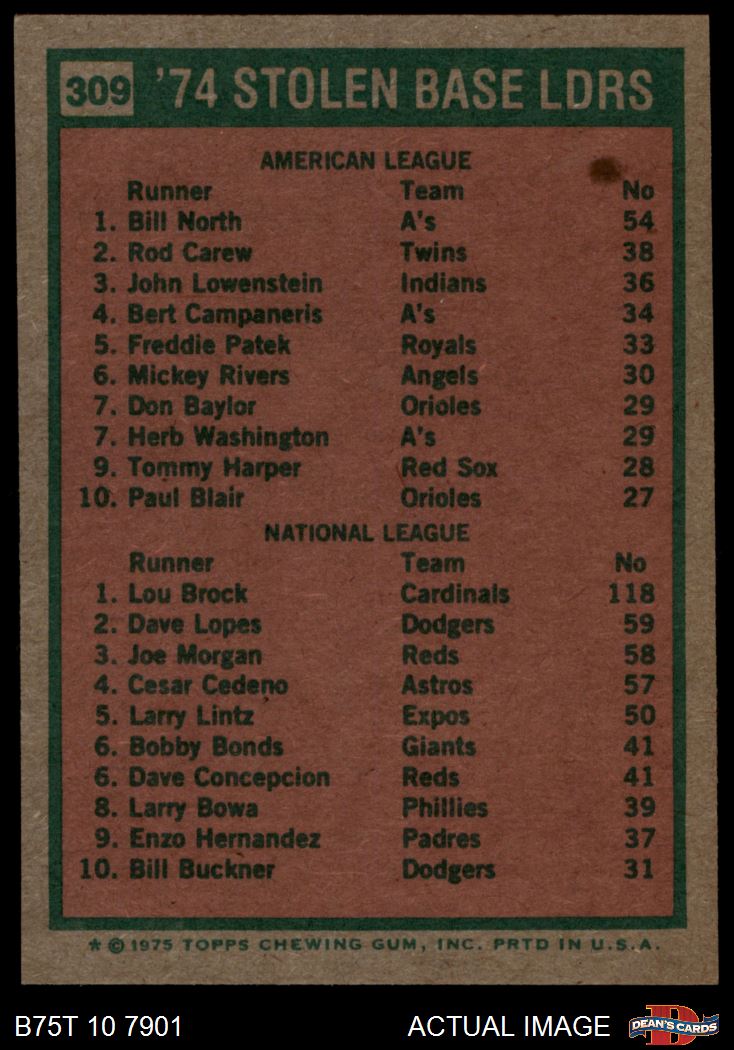 309 '74 STOLEN BASE LDRS
AMERICAN LEAGUE
Runner Team No
1. Bill North A's 54
2. Rod Carew Twins 38
3. John Lowenstein Indians 36
4. Bert Campaneris A's 34
5. Freddie Patek Royals 33
6. Mickey Rivers Angels 30
7. Don Baylor Orioles 29
7. Herb Washington A's 29
9. Tommy Harper Red Sox 28
10. Paul Blair Orioles 27
NATIONAL LEAGUE
Runner Team No
1. Lou Brock Cardinals 118
2. Dave Lopes Dodgers 59
3. Joe Morgan Reds 58
4. Cesar Cedeno Astros 57
5. Larry Lintz Expos 50
6. Bobby Bonds Giants 41
6. Dave Concepcion Reds 41
8. Larry Bowa Phillies 39
9. Enzo Hernandez Padres 37
10. Bill Buckner Dodgers 31
* © 1975 TOPPS CHEWING GUM, INC. PRTD IN U.S.A.
B75T 10 7901 ACTUAL IMAGE D DEAN'S CARDS